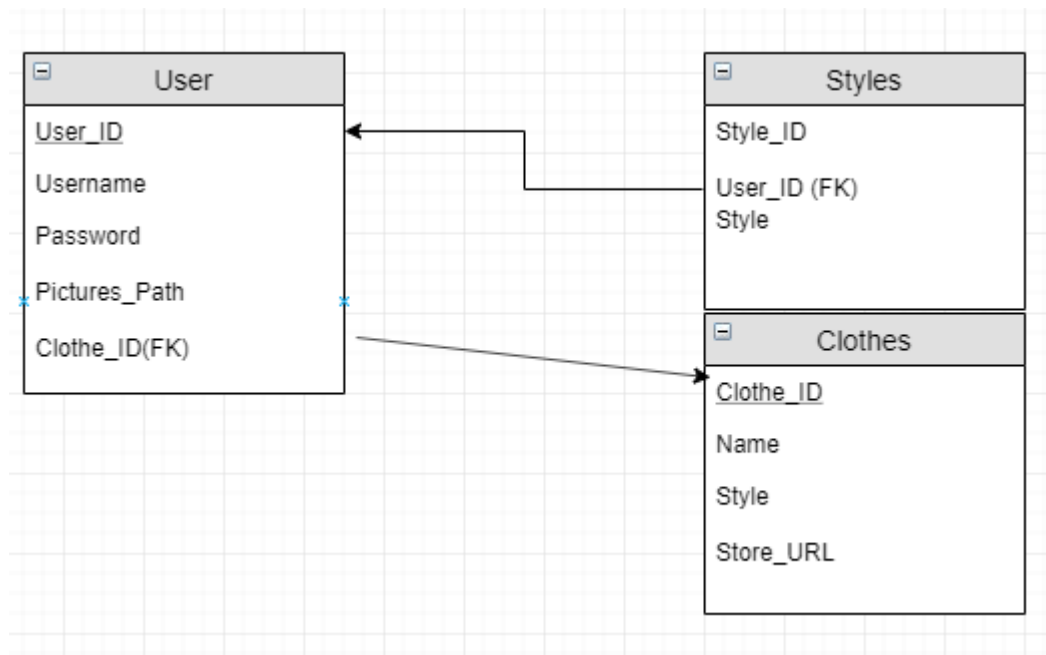 User
User_ID
Username
Password
Pictures_Path
Clothe_ID(FK)
Styles
Style_ID
User_ID (FK)
Style
Clothes
Clothe_ID
Name
Style
Store_URL